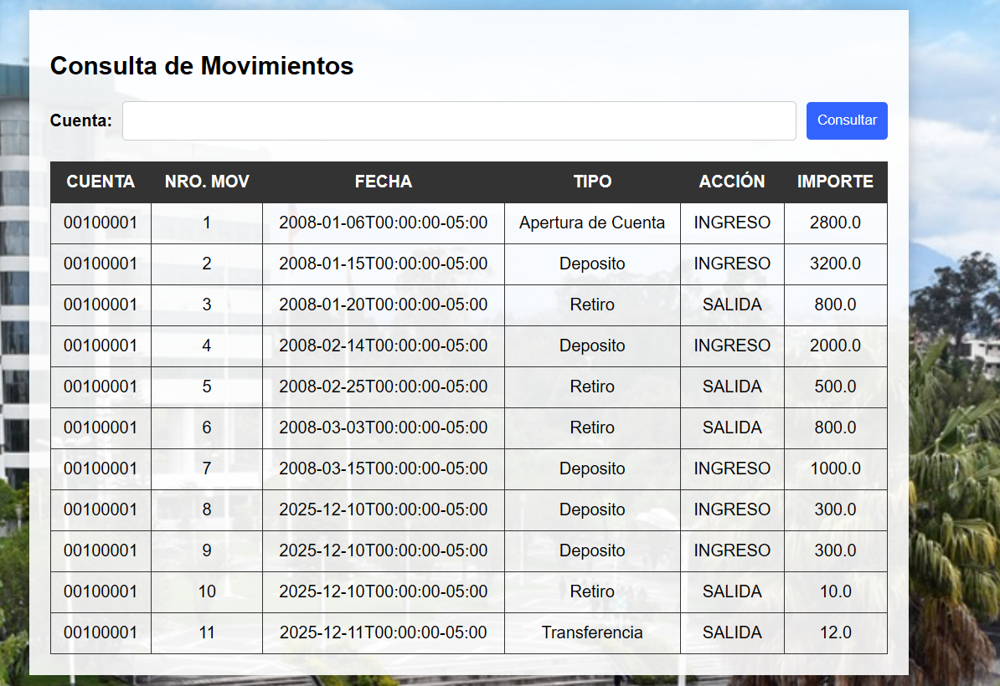 Consulta de Movimientos
Cuenta: Consultar
CUENTA NRO. MOV FECHA TIPO ACCIÓN IMPORTE
00100001 1 2008-01-06T00:00:00-05:00 Apertura de Cuenta INGRESO 2800.0
00100001 2 2008-01-15T00:00:00-05:00 Deposito INGRESO 3200.0
00100001 3 2008-01-20T00:00:00-05:00 Retiro SALIDA 800.0
00100001 4 2008-02-14T00:00:00-05:00 Deposito INGRESO 2000.0
00100001 5 2008-02-25T00:00:00-05:00 Retiro SALIDA 500.0
00100001 6 2008-03-03T00:00:00-05:00 Retiro SALIDA 800.0
00100001 7 2008-03-15T00:00:00-05:00 Deposito INGRESO 1000.0
00100001 8 2025-12-10T00:00:00-05:00 Deposito INGRESO 300.0
00100001 9 2025-12-10T00:00:00-05:00 Deposito INGRESO 300.0
00100001 10 2025-12-10T00:00:00-05:00 Retiro SALIDA 10.0
00100001 11 2025-12-11T00:00:00-05:00 Transferencia SALIDA 12.0